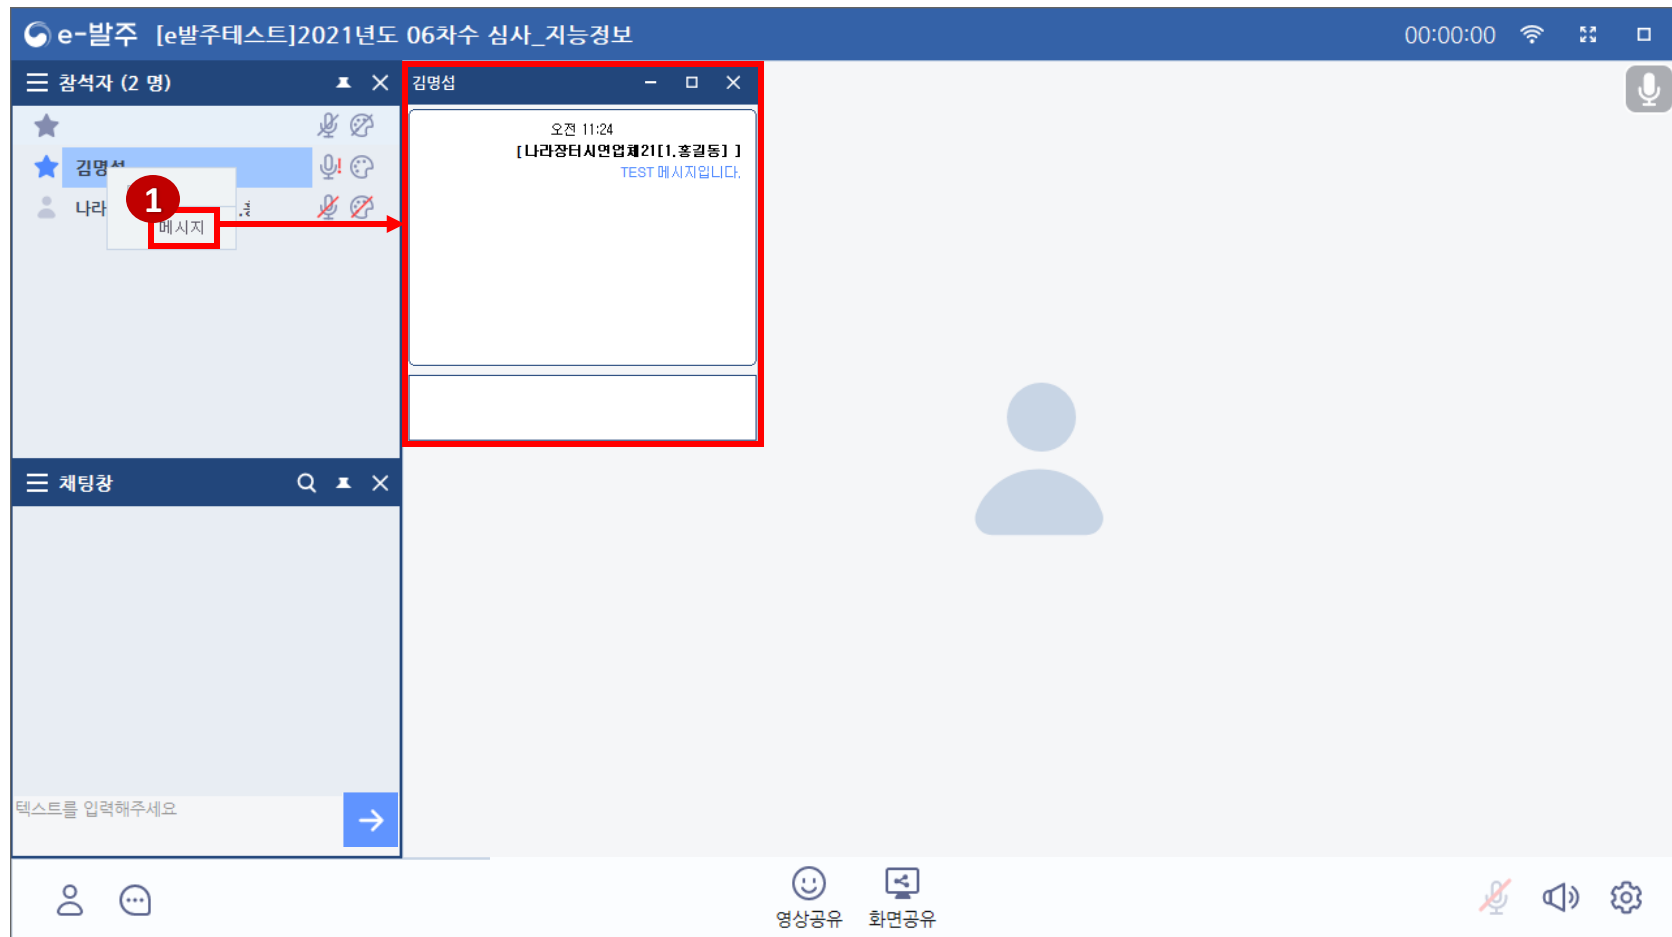 e-발주 [e발주테스트]2021년도 06차수 심사_지능정보
00:00:00
참석자 (2 명)
김명섭
나라
1
메시지
김명섭
오전 11:24
[나라장터시연업체21[1.홍길동] ]
TEST 메시지입니다.
채팅창
텍스트를 입력해주세요
영상공유
화면공유